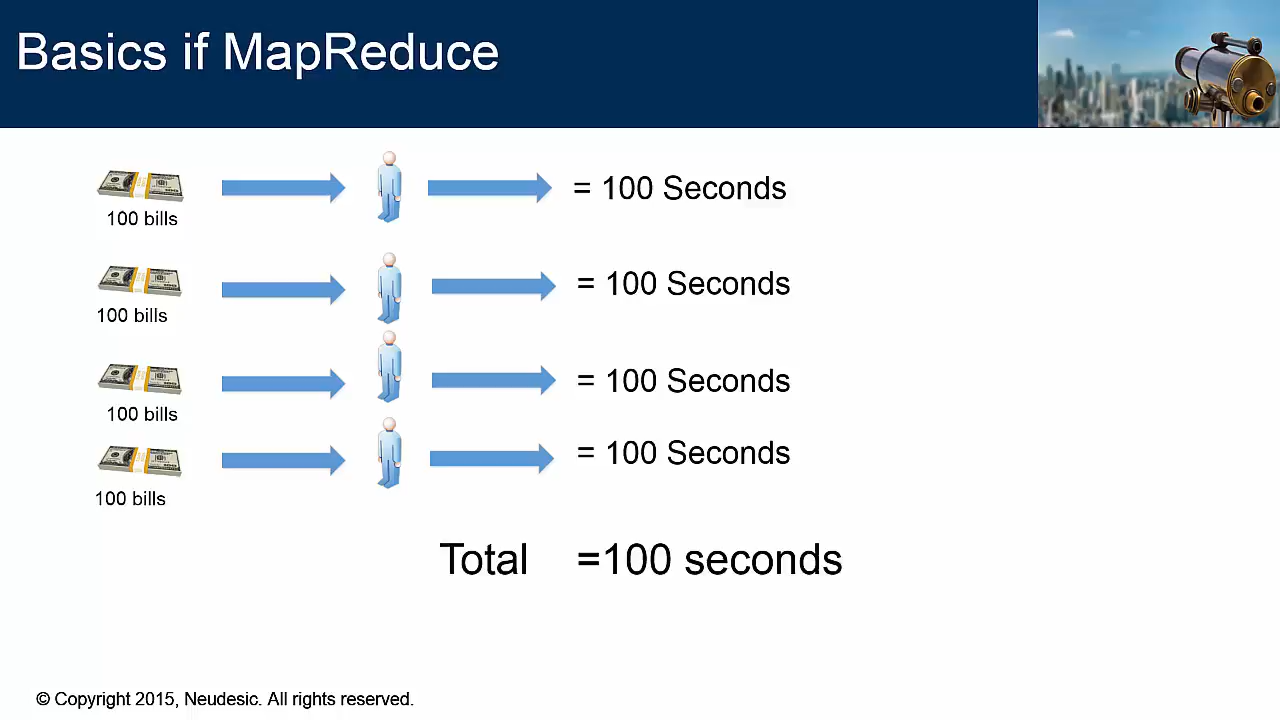 Basics if MapReduce
100 bills
= 100 Seconds
100 bills
= 100 Seconds
100 bills
= 100 Seconds
100 bills
= 100 Seconds
Total =100 seconds
© Copyright 2015, Neudesic. All rights reserved.